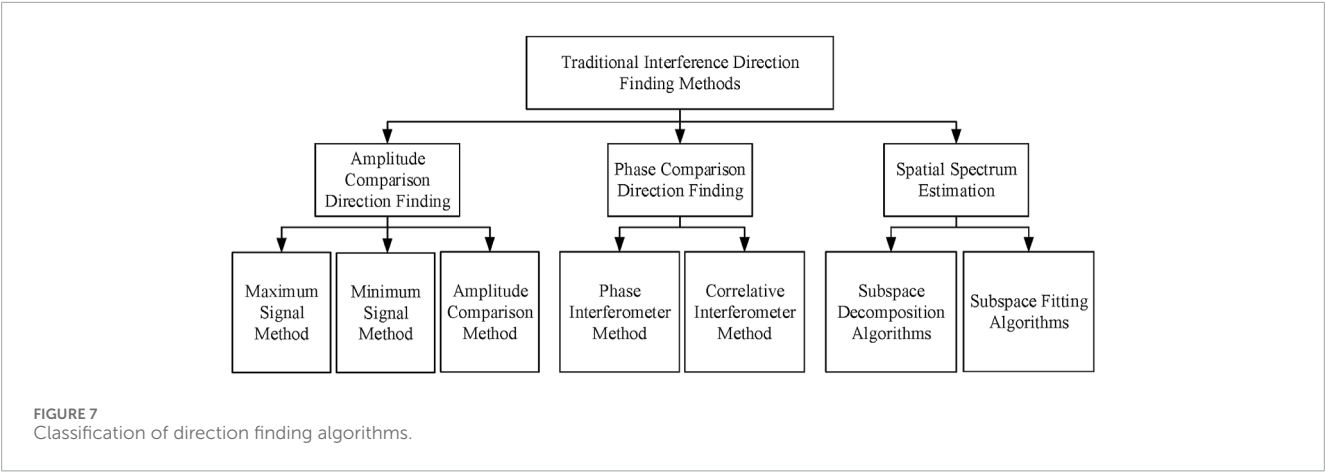 Traditional Interference Direction
Finding Methods
Amplitude
Comparison
Direction Finding
Phase Comparison
Direction Finding
Spatial Spectrum
Estimation
Maximum
Signal
Method
Minimum
Signal
Method
Amplitude
Comparison
Method
Phase
Interferometer
Method
Correlative
Interferometer
Method
Subspace
Decomposition
Algorithms
Subspace Fitting
Algorithms
FIGURE 7
Classification of direction finding algorithms.